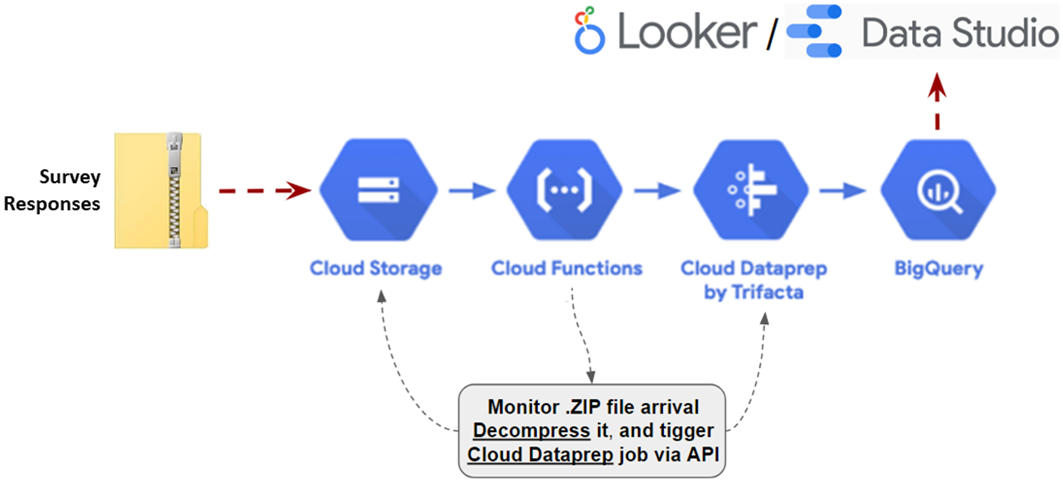 Looker / Data Studio
Survey
Responses
Cloud Storage
Cloud Functions
Cloud Dataprep
by Trifacta
BigQuery
Monitor .ZIP file arrival
Decompress it, and tigger
Cloud Dataprep job via API